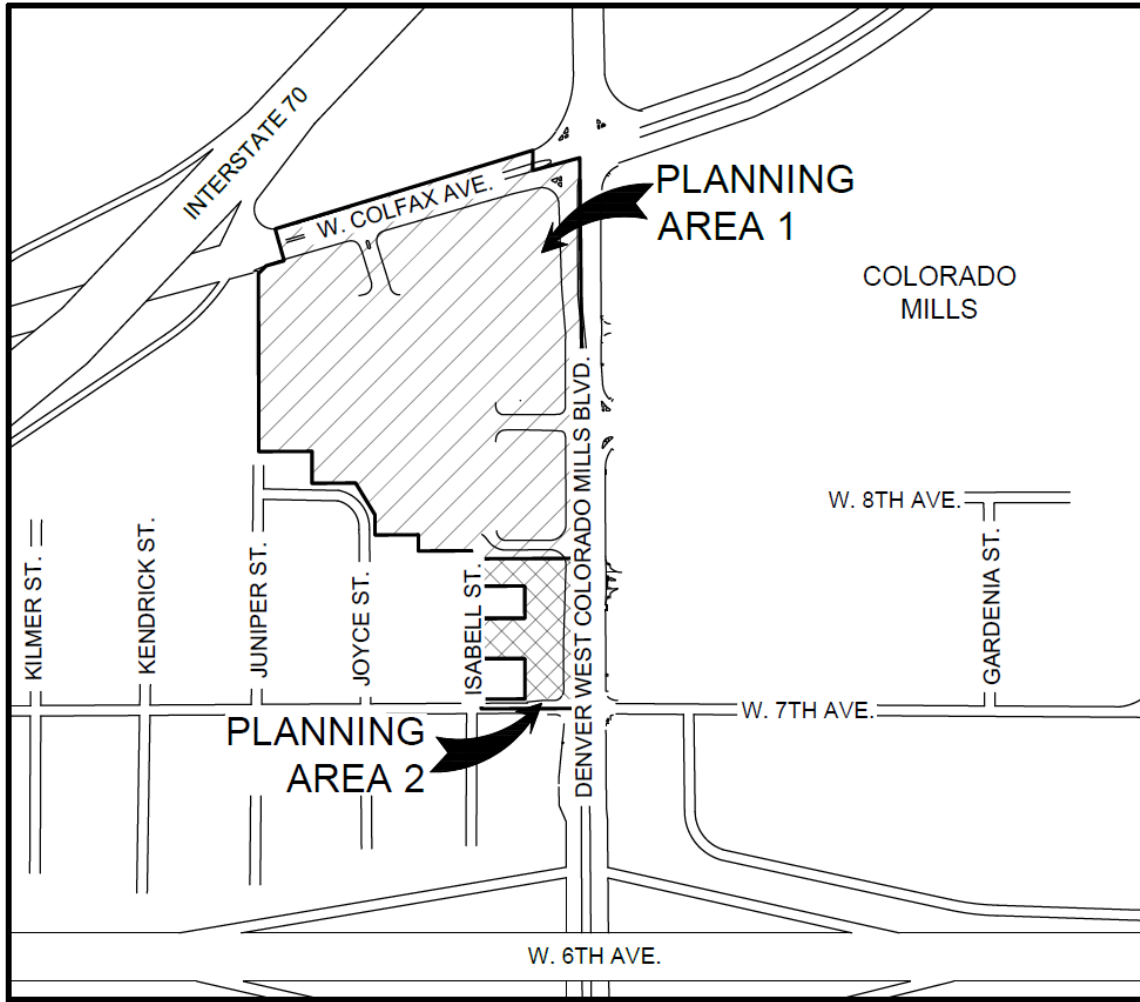 INTERSTATE 70
W. COLFAX AVE.
PLANNING
AREA 1
COLORADO
MILLS
DENVER WEST COLORADO MILLS BLVD.
W. 8TH AVE.
GARDENIA ST.
KILMER ST.
KENDRICK ST.
JUNIPER ST.
JOYCE ST.
ISABELL ST.
W. 7TH AVE.
PLANNING
AREA 2
W. 6TH AVE.